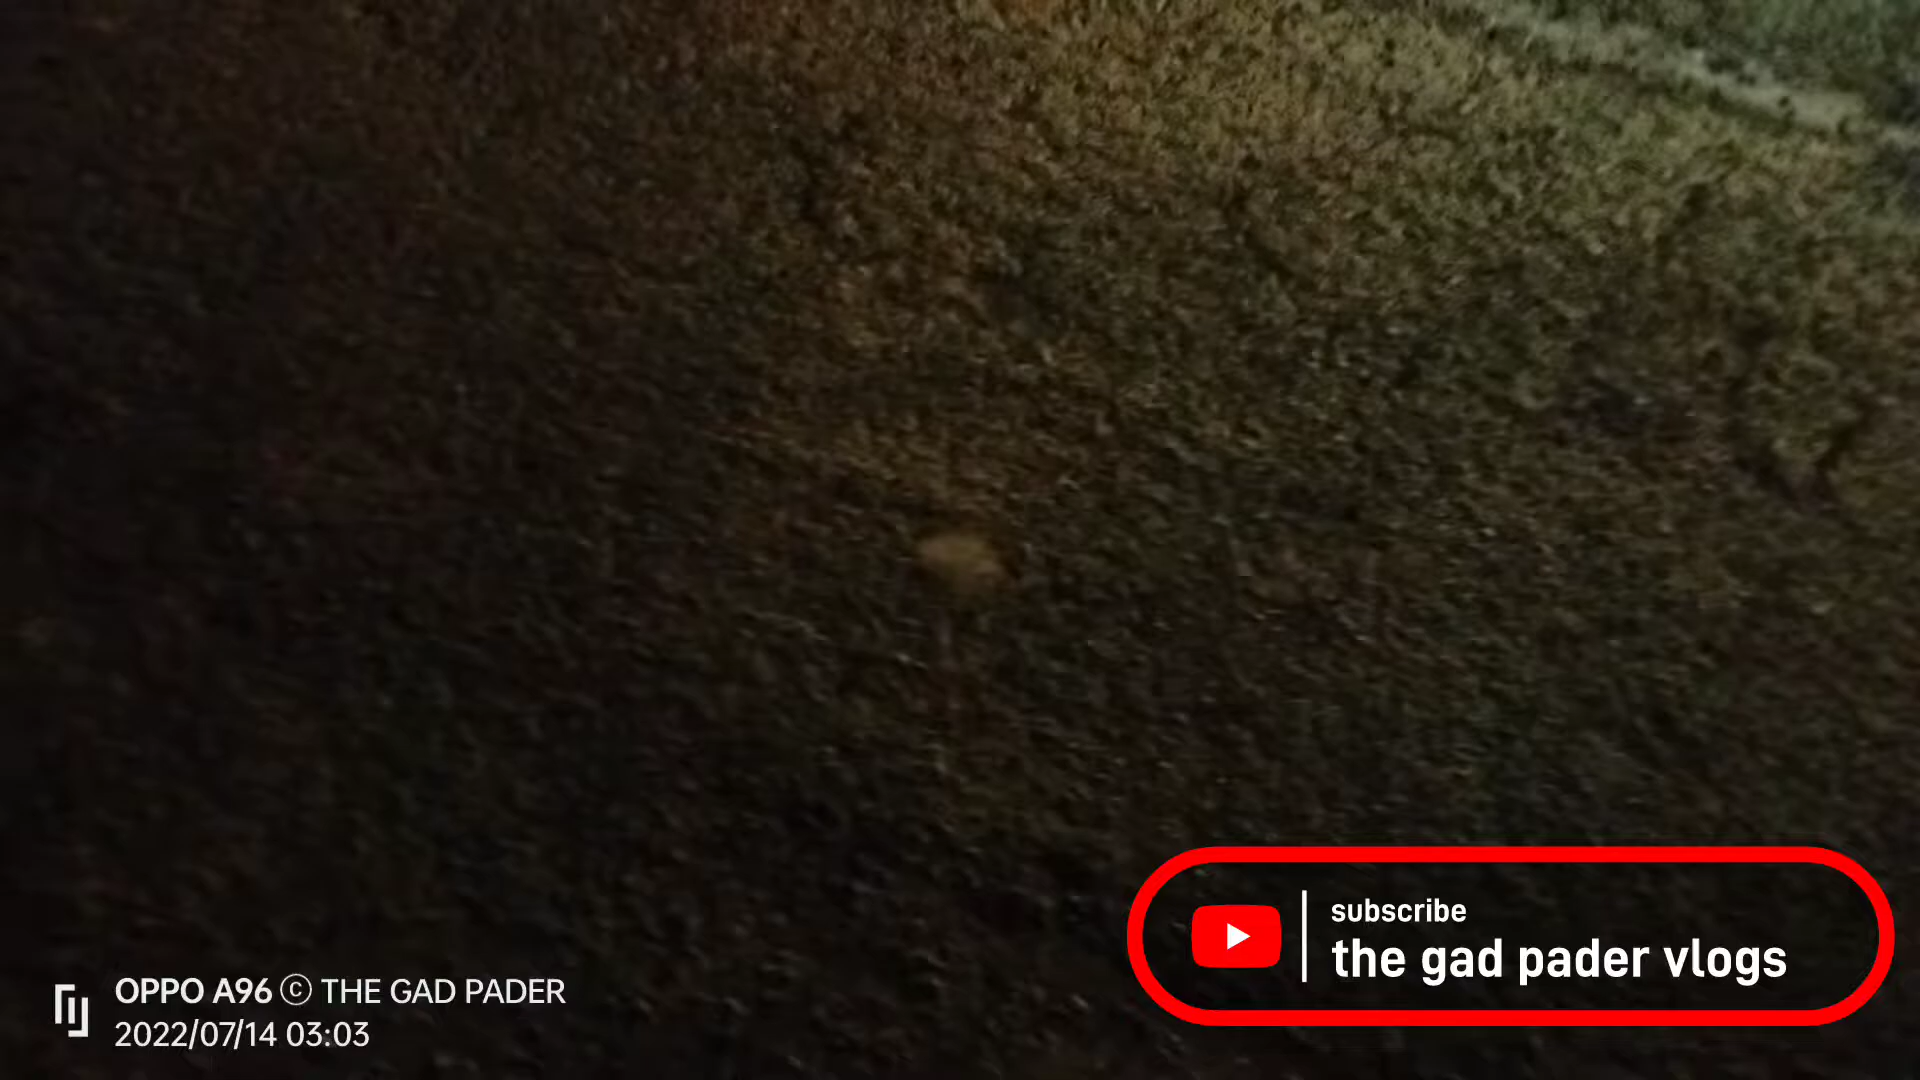 subscribe
the gad pader vlogs
OPPO A96 © THE GAD PADER
2022/07/14 03:03